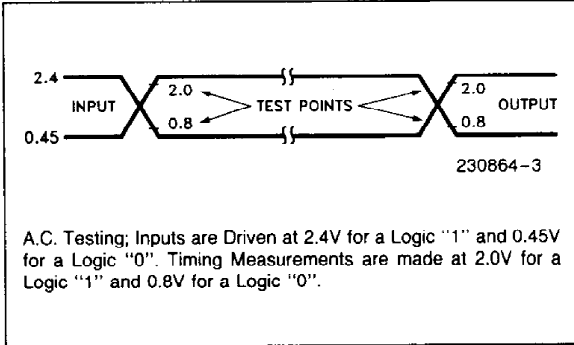 2.4
2.0
2.0
INPUT
TEST POINTS
OUTPUT
0.8
0.8
0.45
230864-3
A.C. Testing; Inputs are Driven at 2.4V for a Logic "1" and 0.45V
for a Logic "0". Timing Measurements are made at 2.0V for a
Logic "1" and 0.8V for a Logic "0".